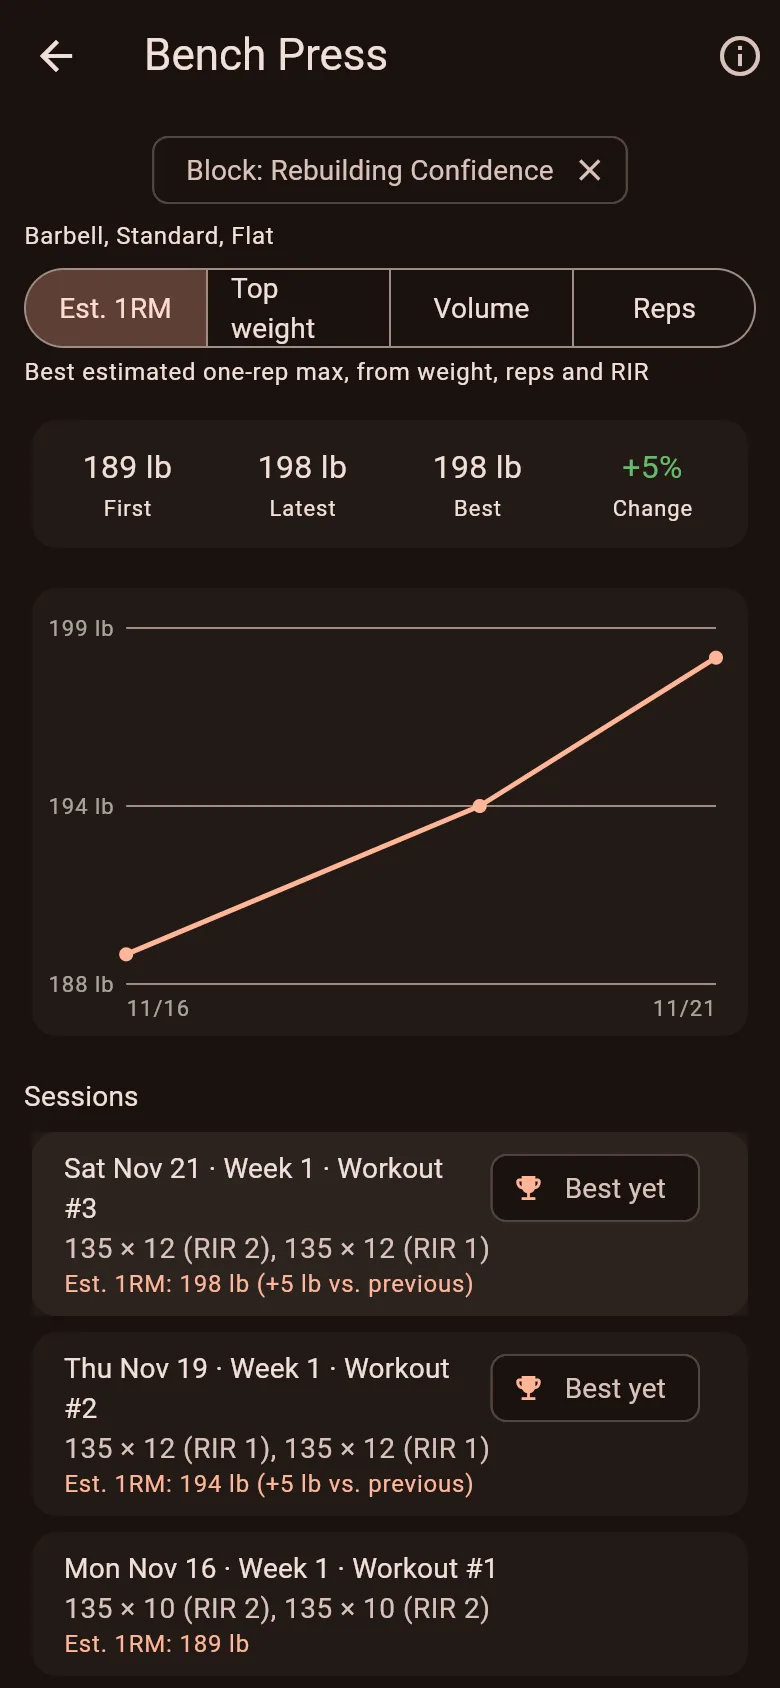 Bench Press
Block: Rebuilding Confidence
Barbell, Standard, Flat
Est. 1RM
Top
weight
Volume
Reps
Best estimated one-rep max, from weight, reps and RIR
189 lb
First
198 lb
Latest
198 lb
Best
+5%
Change
199 lb
194 lb
188 lb
11/16
11/21
Sessions
Sat Nov 21 · Week 1 · Workout
#3
Best yet
135 × 12 (RIR 2), 135 × 12 (RIR 1)
Est. 1RM: 198 lb (+5 lb vs. previous)
Thu Nov 19 · Week 1 · Workout
#2
Best yet
135 × 12 (RIR 1), 135 × 12 (RIR 1)
Est. 1RM: 194 lb (+5 lb vs. previous)
Mon Nov 16 · Week 1 · Workout #1
135 × 10 (RIR 2), 135 × 10 (RIR 2)
Est. 1RM: 189 lb